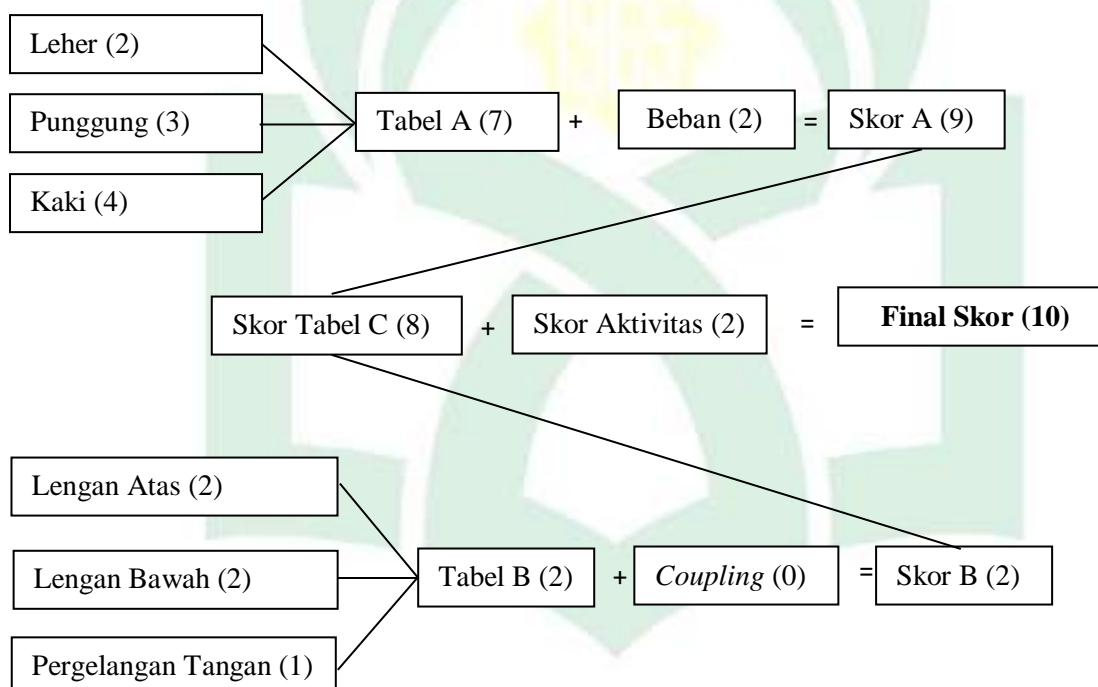 Leher (2)
Punggung (3)
Tabel A (7) + Beban (2) = Skor A (9)
Kaki (4)
Skor Tabel C (8) + Skor Aktivitas (2) = Final Skor (10)
Lengan Atas (2)
Lengan Bawah (2)
Tabel B (2) + Coupling (0) = Skor B (2)
Pergelangan Tangan (1)